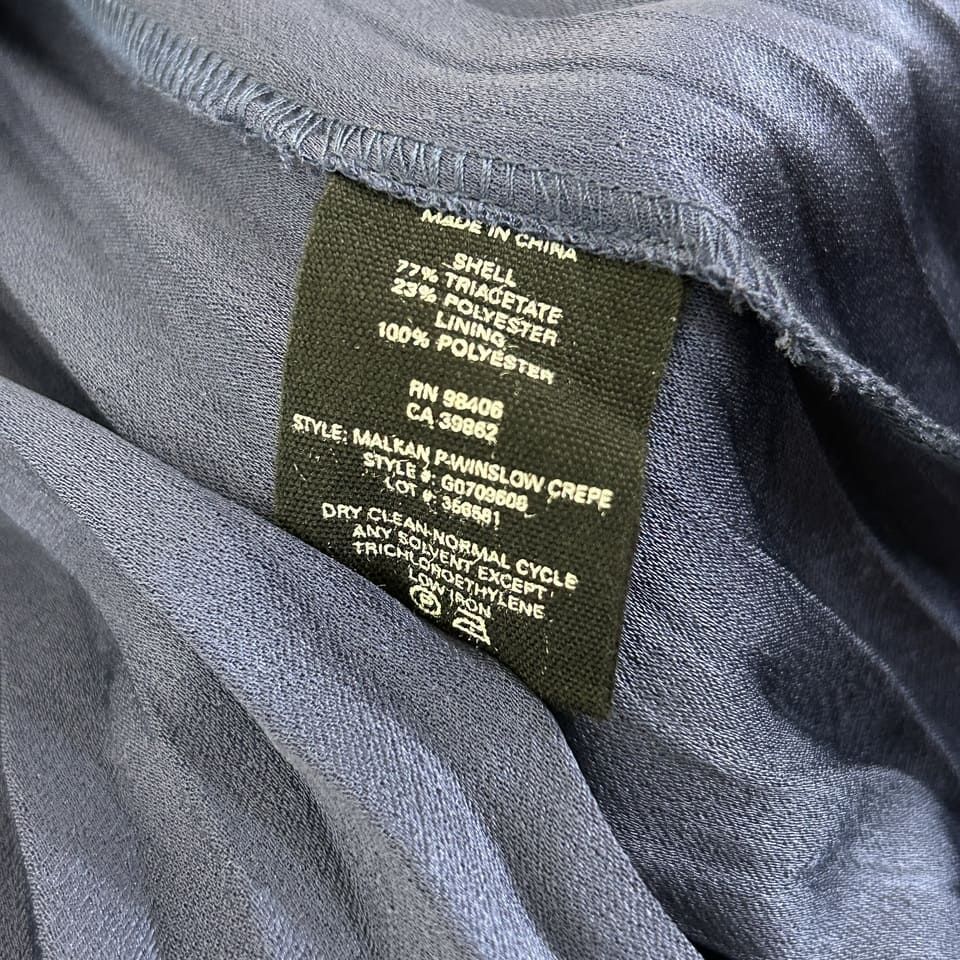 MADE IN CHINA
SHELL
77% TRIACETATE
23% POLYESTER
LINING
100% POLYESTER
RN 98406
CA 39862
STYLE: MALKAN P-WINSLOW CREPE
STYLE #: G0709608
LOT #: 356581
DRY CLEAN-NORMAL CYCLE
ANY SOLVENT EXCEPT
TRICHLOROETHYLENE
LOW IRON
P